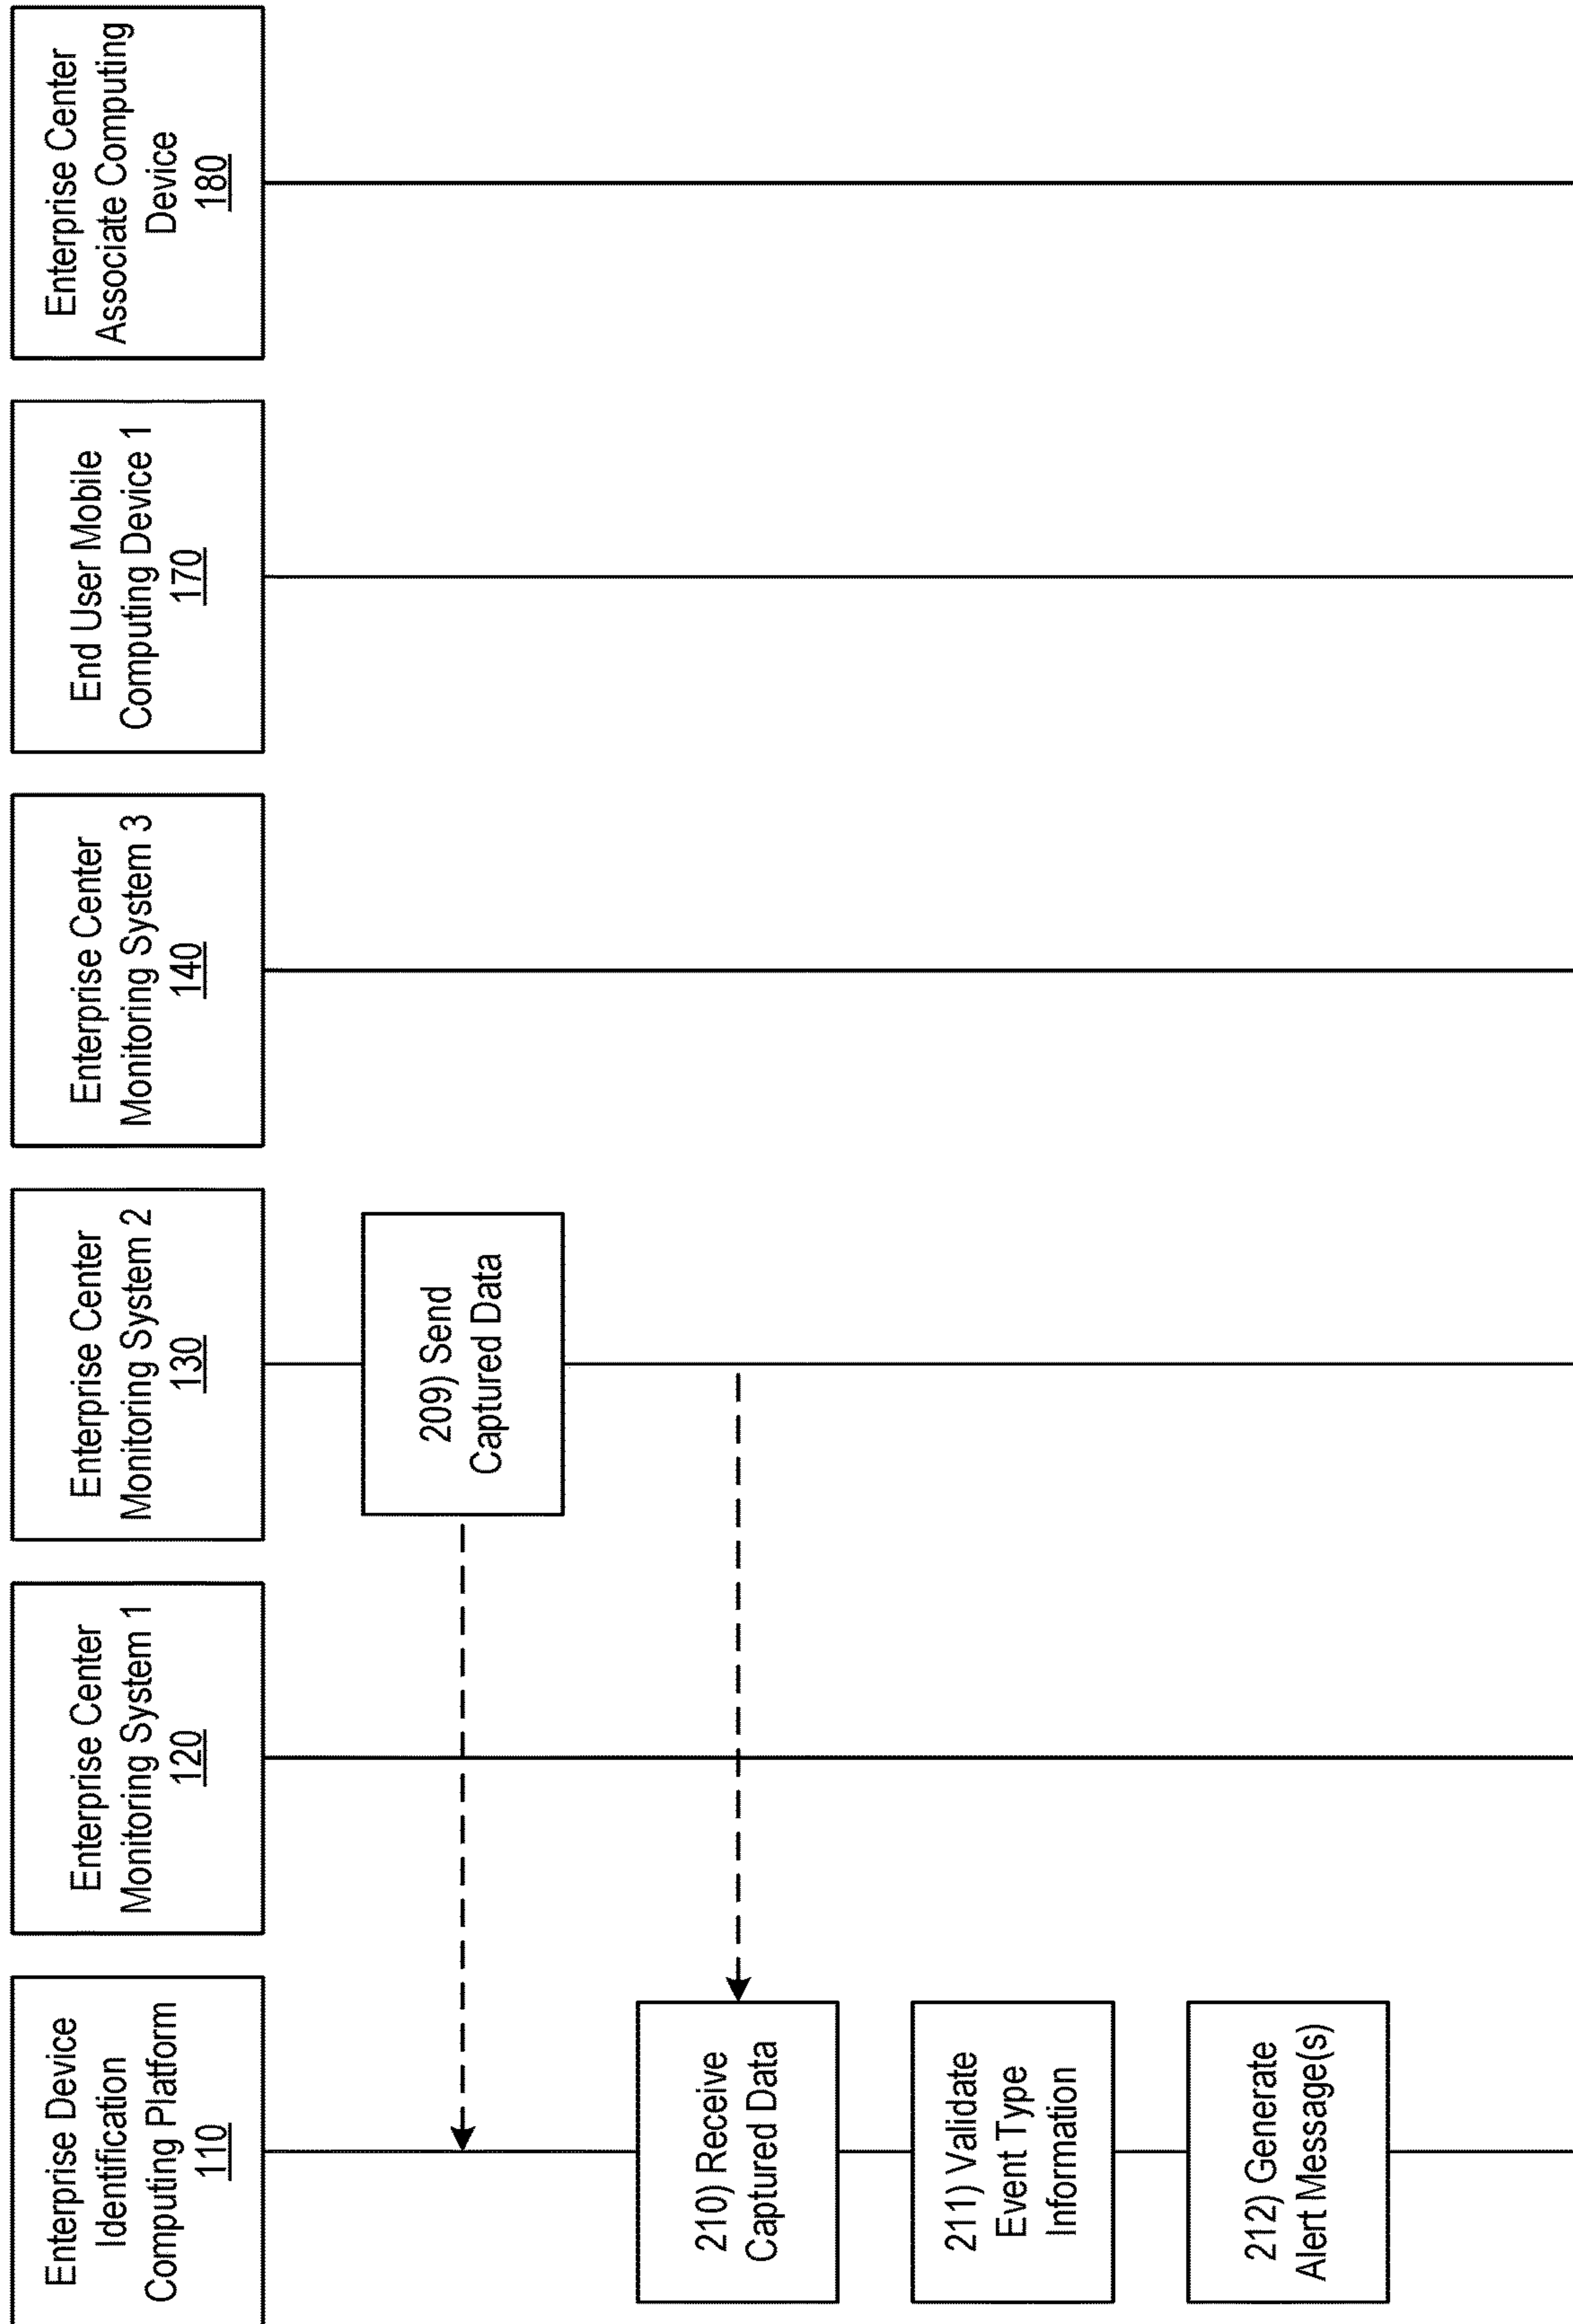 Enterprise Device
Identification
Computing Platform
110
Enterprise Center
Monitoring System 1
120
Enterprise Center
Monitoring System 2
130
Enterprise Center
Monitoring System 3
140
End User Mobile
Computing Device 1
170
Enterprise Center
Associate Computing
Device
180
209) Send
Captured Data
210) Receive
Captured Data
211) Validate
Event Type
Information
212) Generate
Alert Message(s)